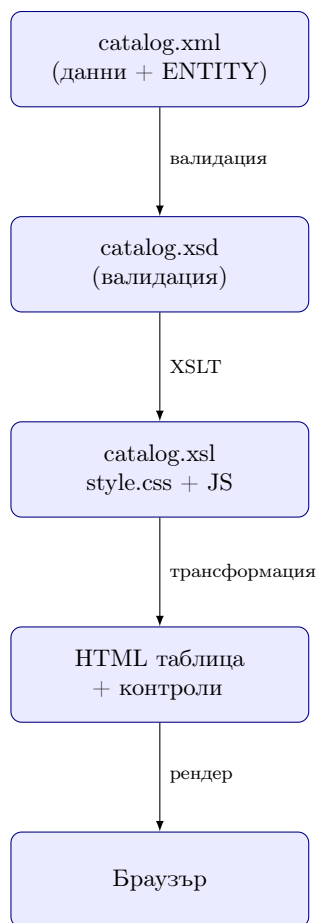 catalog.xml
(данни + ENTITY)
валидация
catalog.xsd
(валидация)
XSLT
catalog.xsl
style.css + JS
трансформация
HTML таблица
+ контроли
рендер
Браузър